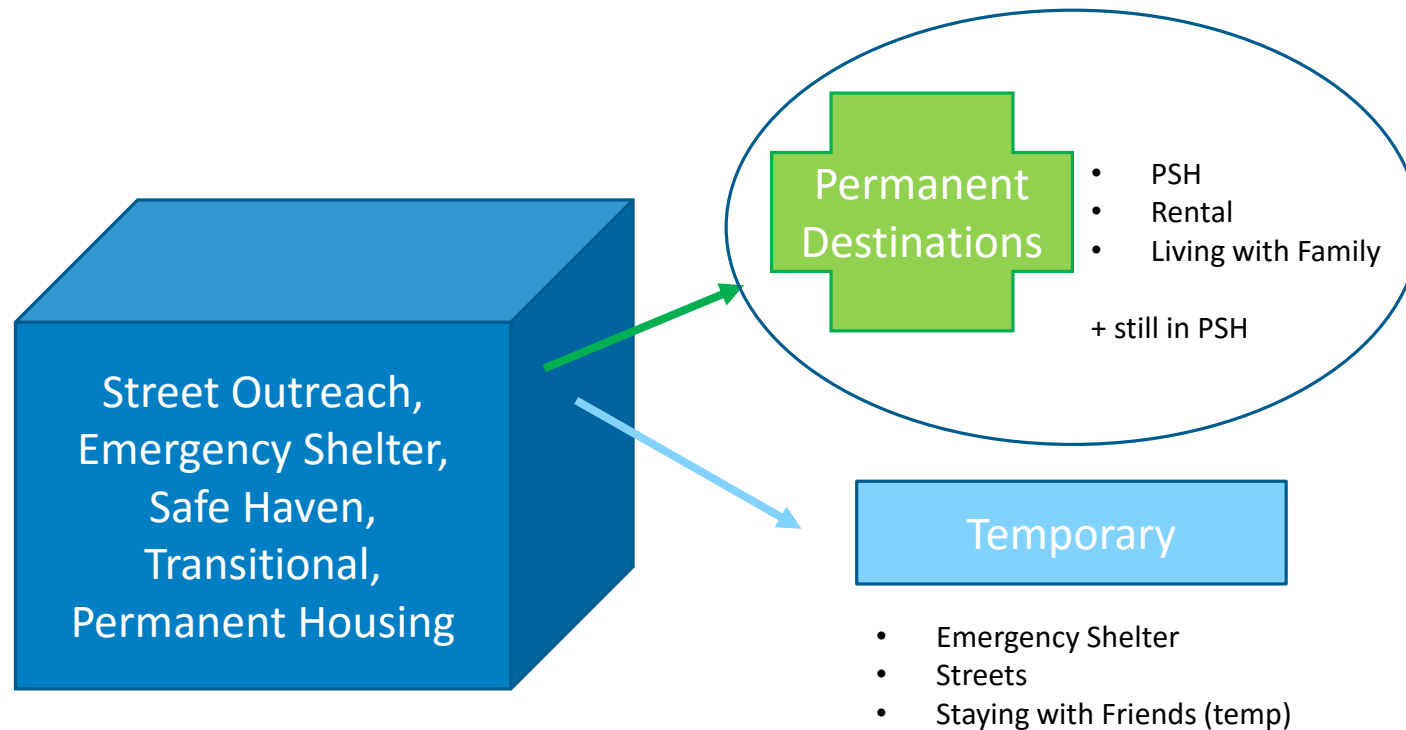 Street Outreach,
Emergency Shelter,
Safe Haven,
Transitional,
Permanent Housing
Permanent
Destinations
• PSH
• Rental
• Living with Family
+ still in PSH
Temporary
• Emergency Shelter
• Streets
• Staying with Friends (temp)